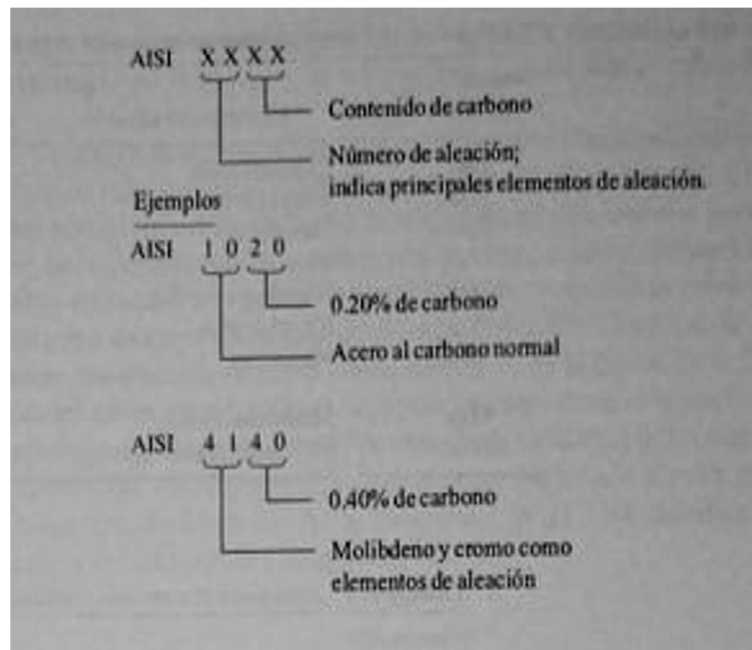 AISI X X X X
Contenido de carbono
Número de aleación;
indica principales elementos de aleación.
Ejemplos
AISI 1 0 2 0
0.20% de carbono
Acero al carbono normal
AISI 4 1 4 0
0.40% de carbono
Molibdeno y cromo como
elementos de aleación